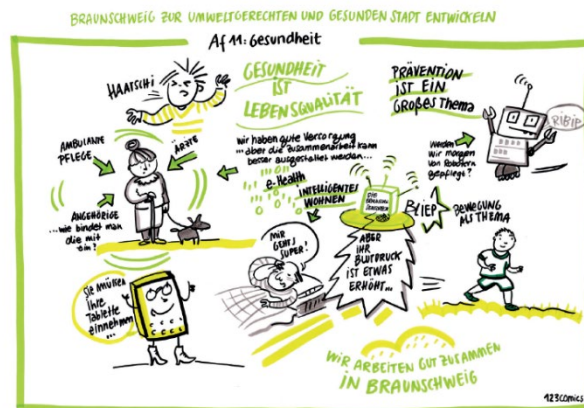 BRAUNSCHWEIG ZUR UMWELTGERECHTEN UND GESUNDEN STADT ENTWICKELN
AF 11: Gesundheit
HAATSCHI
GESUNDHEIT
IST
LEBENSQUALITÄT
PRÄVENTION
IST EIN
GROßES THEMA
RIBIP
AMBULANTE
PFLEGE
ÄRZTE
wir haben gute Versorgung
...aber die Zusammenarbeit kann
besser ausgestaltet werden...
werden
wir morgen
von Robotern
gepflegt?
e-Health
INTELLIGENTES
WOHNEN
ANGEHÖRIGE
...wie bindet man
die mit
ein?
BLIEP
BEWEGUNG
ALS THEMA
MIR
GEHTS
SUPER!
ABER
IHR
BLUTDRUCK
IST ETWAS
ERHÖHT...
Sie müssen
Ihre
Tablette
einnehmen
...
WIR ARBEITEN GUT ZUSAMMEN
IN BRAUNSCHWEIG
123comics